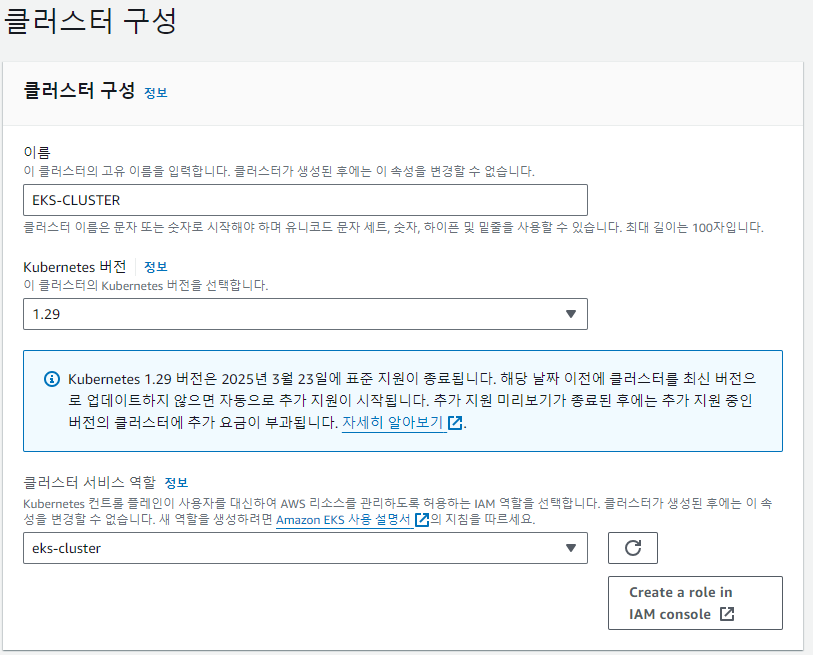 클러스터 구성
클러스터 구성 정보
이름
이 클러스터의 고유 이름을 입력합니다. 클러스터가 생성된 후에는 이 속성을 변경할 수 없습니다.
EKS-CLUSTER
클러스터 이름은 문자 또는 숫자로 시작해야 하며 유니코드 문자 세트, 숫자, 하이픈 및 밑줄을 사용할 수 있습니다. 최대 길이는 100자입니다.
Kubernetes 버전 정보
이 클러스터의 Kubernetes 버전을 선택합니다.
1.29
Kubernetes 1.29 버전은 2025년 3월 23일에 표준 지원이 종료됩니다. 해당 날짜 이전에 클러스터를 최신 버전으
로 업데이트하지 않으면 자동으로 추가 지원이 시작됩니다. 추가 지원 미리보기가 종료된 후에는 추가 지원 중인
버전의 클러스터에 추가 요금이 부과됩니다. 자세히 알아보기.
클러스터 서비스 역할 정보
Kubernetes 컨트롤 플레인이 사용자를 대신하여 AWS 리소스를 관리하도록 허용하는 IAM 역할을 선택합니다. 클러스터가 생성된 후에는 이 속
성을 변경할 수 없습니다. 새 역할을 생성하려면 Amazon EKS 사용 설명서의 지침을 따르세요.
eks-cluster
Create a role in
IAM console